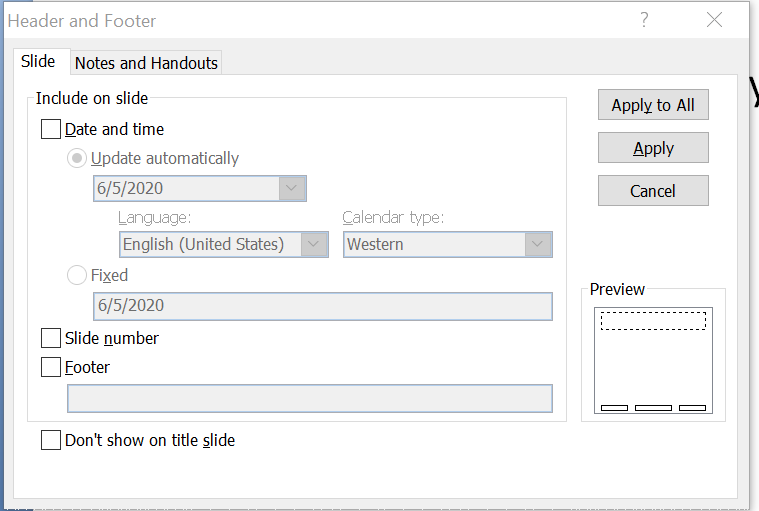 Header and Footer
?
Slide Notes and Handouts
Include on slide
Date and time
Update automatically
6/5/2020
Language: Calendar type:
English (United States) Western
Fixed
6/5/2020
Slide number
Footer
Don't show on title slide
Apply to All
Apply
Cancel
Preview